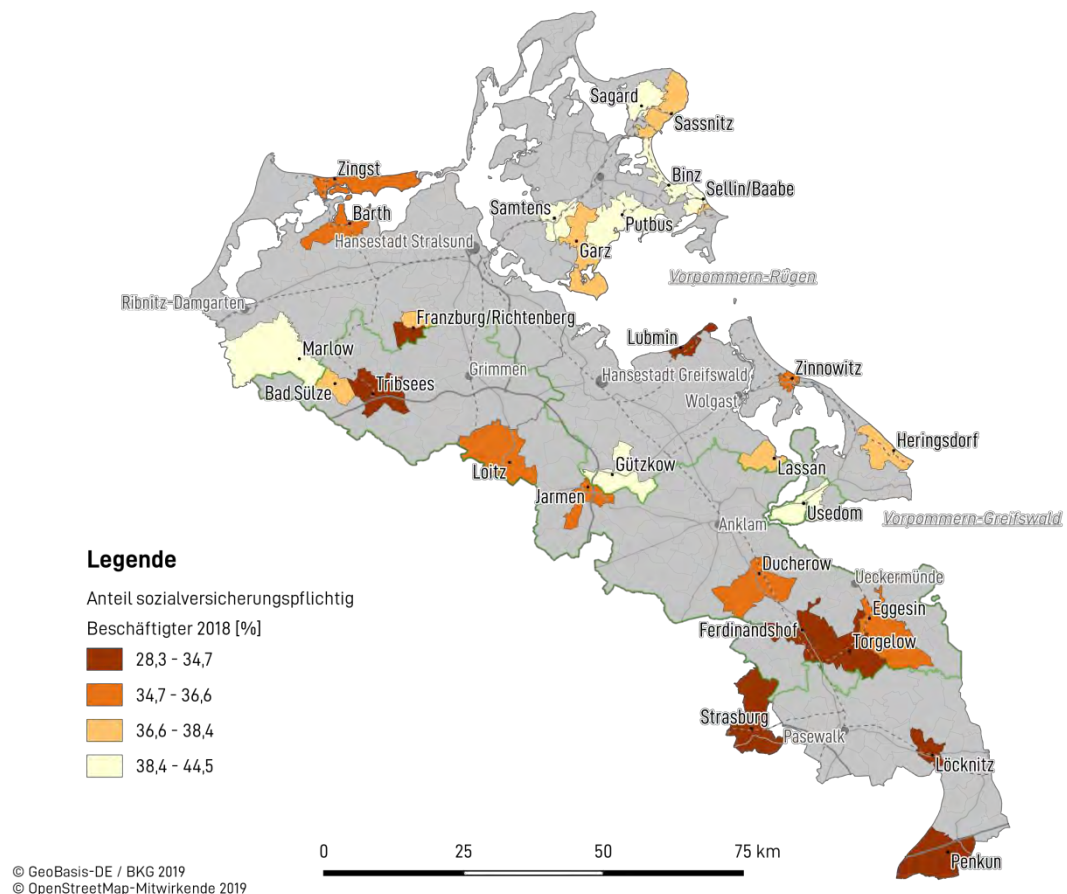 Sagard
Sassnitz
Zingst
Binz
Sellin/Baabe
Barth
Samtens
Putbus
Hansestadt Stralsund
Garz
Vorpommern-Rügen
Ribnitz-Damgarten
Franzburg/Richtenberg
Lubmin
Marlow
Zinnowitz
Grimmen
Hansestadt Greifswald
Bad Sülze
Tribsees
Wolgast
Heringsdorf
Loitz
Gützkow
Lassan
Jarmen
Usedom
Vorpommern-Greifswald
Anklam
Legende
Ducherow
Ueckermünde
Anteil sozialversicherungspflichtig
Beschäftigter 2018 [%]
Eggesin
Ferdinandshof
Torgelow
28,3 - 34,7
34,7 - 36,6
36,6 - 38,4
38,4 - 44,5
Strasburg
Pasewalk
Löcknitz
0 25 50 75 km
Penkun
© GeoBasis-DE / BKG 2019
© OpenStreetMap-Mitwirkende 2019